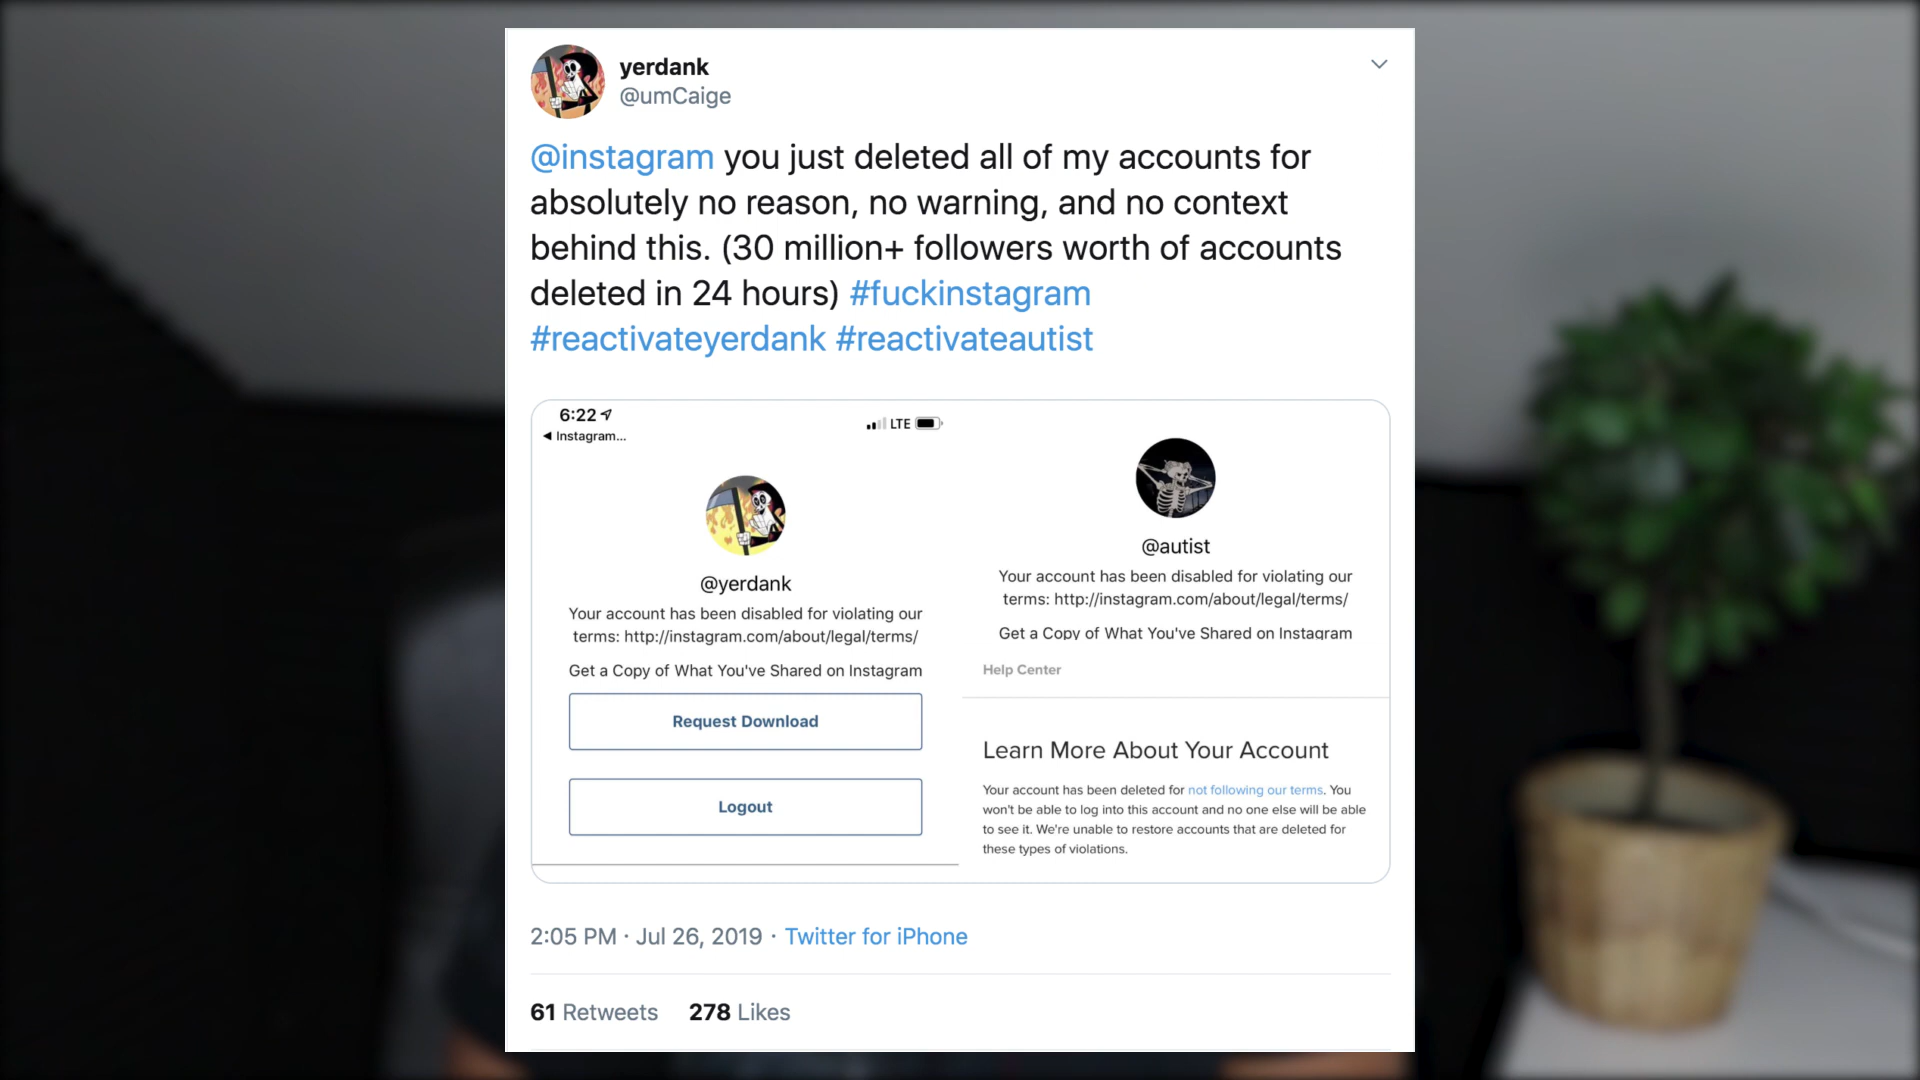 yerdank
@umCaige
@instagram you just deleted all of my accounts for
absolutely no reason, no warning, and no context
behind this. (30 million+ followers worth of accounts
deleted in 24 hours) #fuckinstagram
#reactivateyerdank #reactivateautist
6:22
◀ Instagram...
LTE
@yerdank
Your account has been disabled for violating our
terms: http://instagram.com/about/legal/terms/
Get a Copy of What You've Shared on Instagram
Request Download
Logout
@autist
Your account has been disabled for violating our
terms: http://instagram.com/about/legal/terms/
Get a Copy of What You've Shared on Instagram
Help Center
Learn More About Your Account
Your account has been deleted for not following our terms. You
won't be able to log into this account and no one else will be able
to see it. We're unable to restore accounts that are deleted for
these types of violations.
2:05 PM · Jul 26, 2019 · Twitter for iPhone
61 Retweets 278 Likes